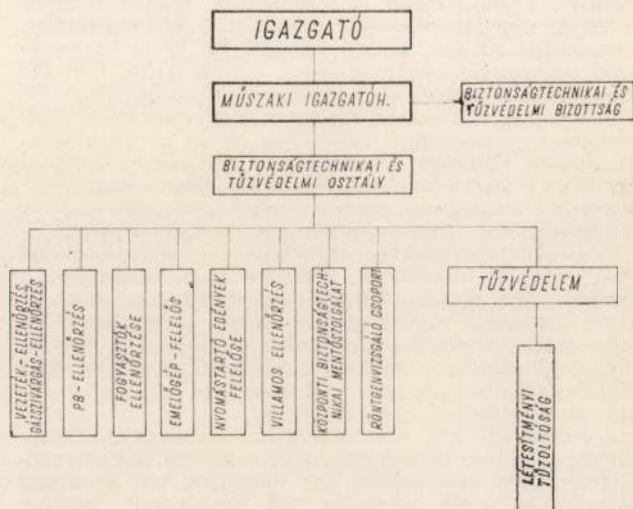 IGAZGATÓ
MŰSZAKI IGAZGATÓH.
BIZTONSÁGTECHNIKAI ÉS
TŰZVÉDELMI BIZOTTSÁG
BIZTONSÁGTECHNIKAI ÉS
TŰZVÉDELMI OSZTÁLY
VEZETÉK-ELLENŐRZÉS,
GÁZSZIVÁRGÁS-ELLENŐRZÉS
PB-ELLENŐRZÉS
FOGYASZTÓK
ELLENŐRZÉSE
EMELŐGÉP-FELELŐS
NYOMÁSTARTÓ EDÉNYEK
FELELŐSE
VILLAMOS ELLENŐRZÉS
KÖZPONTI BIZTONSÁGTECH-
NIKAI MENTŐSZOLGÁLAT
RÖNTGENVIZSGÁLÓ CSOPORT
TŰZVÉDELEM
LÉTESÍTMÉNYI
TŰZOLTÓSÁG